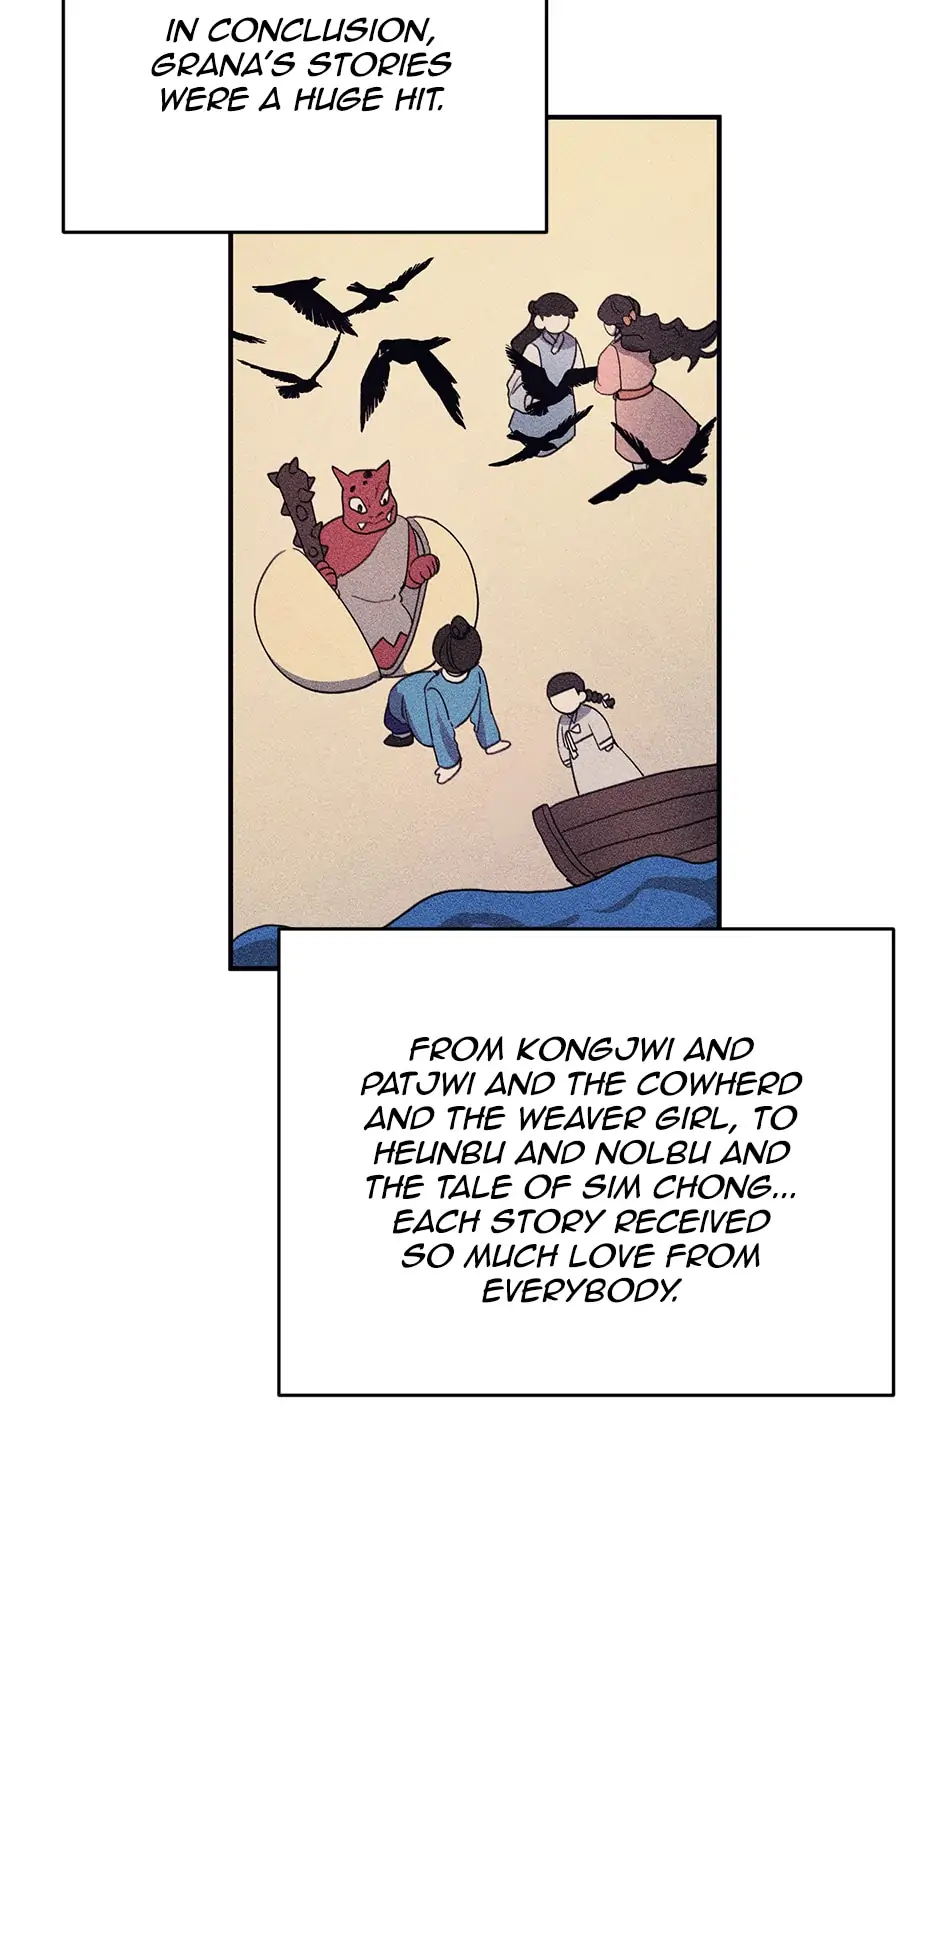 IN CONCLUSION,
GRANA'S STORIES
WERE A HUGE HIT.
FROM KONGJWI AND
PATJWI AND THE COWHERD
AND THE WEAVER GIRL, TO
HEUNBU AND NOLBU AND
THE TALE OF SIM CHONG...
EACH STORY RECEIVED
SO MUCH LOVE FROM
EVERYBODY.